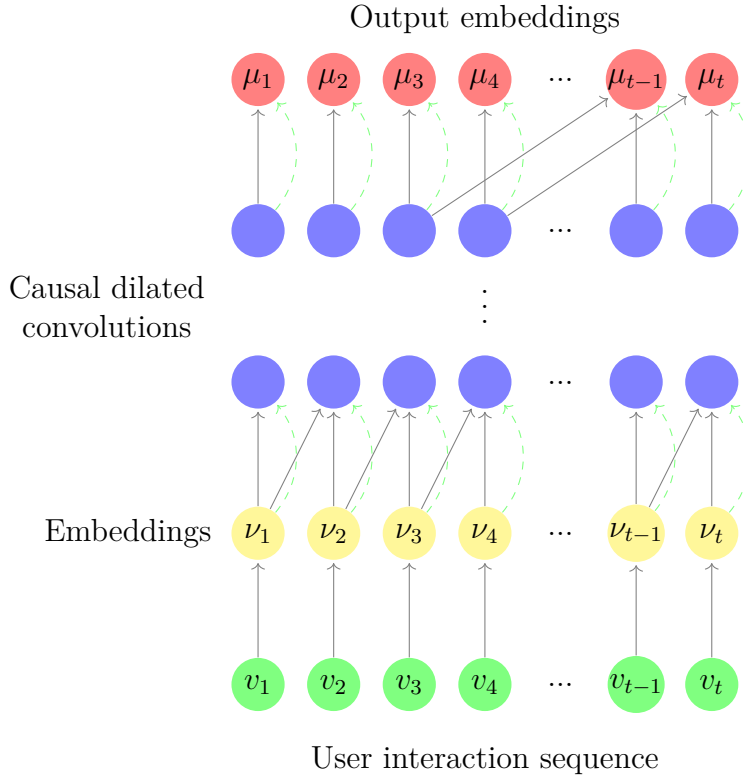 Output embeddings
μ₁ μ₂ μ₃ μ₄ ... μₜ₋₁ μₜ
...
Causal dilated
convolutions
⋮
...
Embeddings
ν₁ ν₂ ν₃ ν₄ ... νₜ₋₁ νₜ
v₁ v₂ v₃ v₄ ... vₜ₋₁ vₜ
User interaction sequence